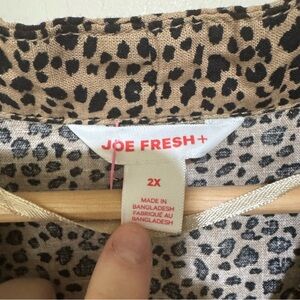 JOE FRESH+
2X
MADE IN
BANGLADESH
FABRIQUÉ AU
BANGLADESH